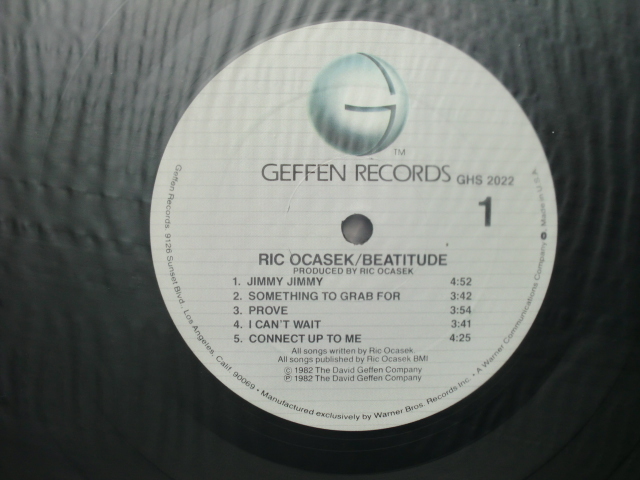 G
TM
GEFFEN RECORDS GHS 2022
1
RIC OCASEK/BEATITUDE
PRODUCED BY RIC OCASEK
1. JIMMY JIMMY 4:52
2. SOMETHING TO GRAB FOR 3:42
3. PROVE 3:54
4. I CAN'T WAIT 3:41
5. CONNECT UP TO ME 4:25
All songs written by Ric Ocasek
All songs published by Ric Ocasek BMI
© 1982 The David Geffen Company
℗ 1982 The David Geffen Company
Geffen Records, 9126 Sunset Blvd., Los Angeles, Calif. 90069 • Manufactured exclusively by Warner Bros. Records Inc. • A Warner Communications Company • Made in U.S.A.